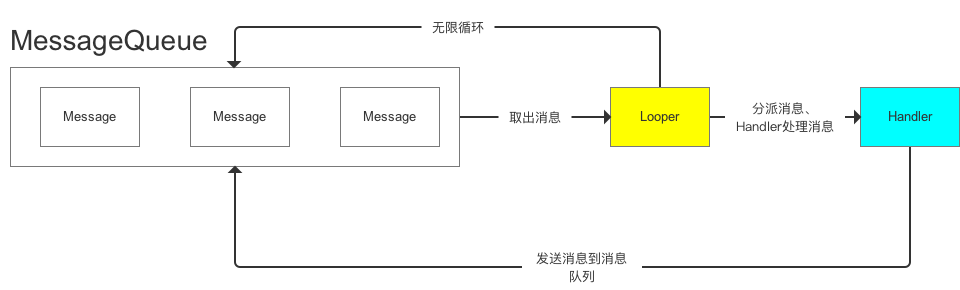 无限循环
MessageQueue
Message
Message
Message
取出消息
Looper
分派消息、
Handler处理消息
Handler
发送消息到消息
队列